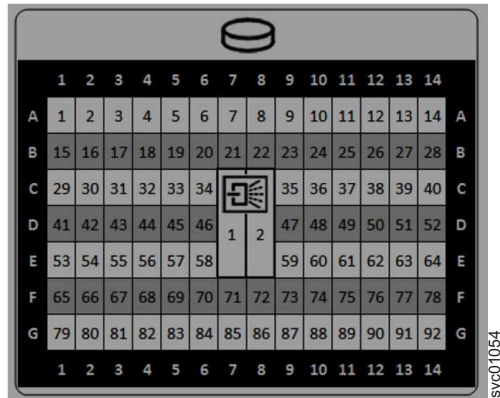 1 2 3 4 5 6 7 8 9 10 11 12 13 14
A 1 2 3 4 5 6 7 8 9 10 11 12 13 14 A
B 15 16 17 18 19 20 21 22 23 24 25 26 27 28 B
C 29 30 31 32 33 34 35 36 37 38 39 40 C
D 41 42 43 44 45 46 1 2 47 48 49 50 51 52 D
E 53 54 55 56 57 58 59 60 61 62 63 64 E
F 65 66 67 68 69 70 71 72 73 74 75 76 77 78 F
G 79 80 81 82 83 84 85 86 87 88 89 90 91 92 G
1 2 3 4 5 6 7 8 9 10 11 12 13 14
svc01054